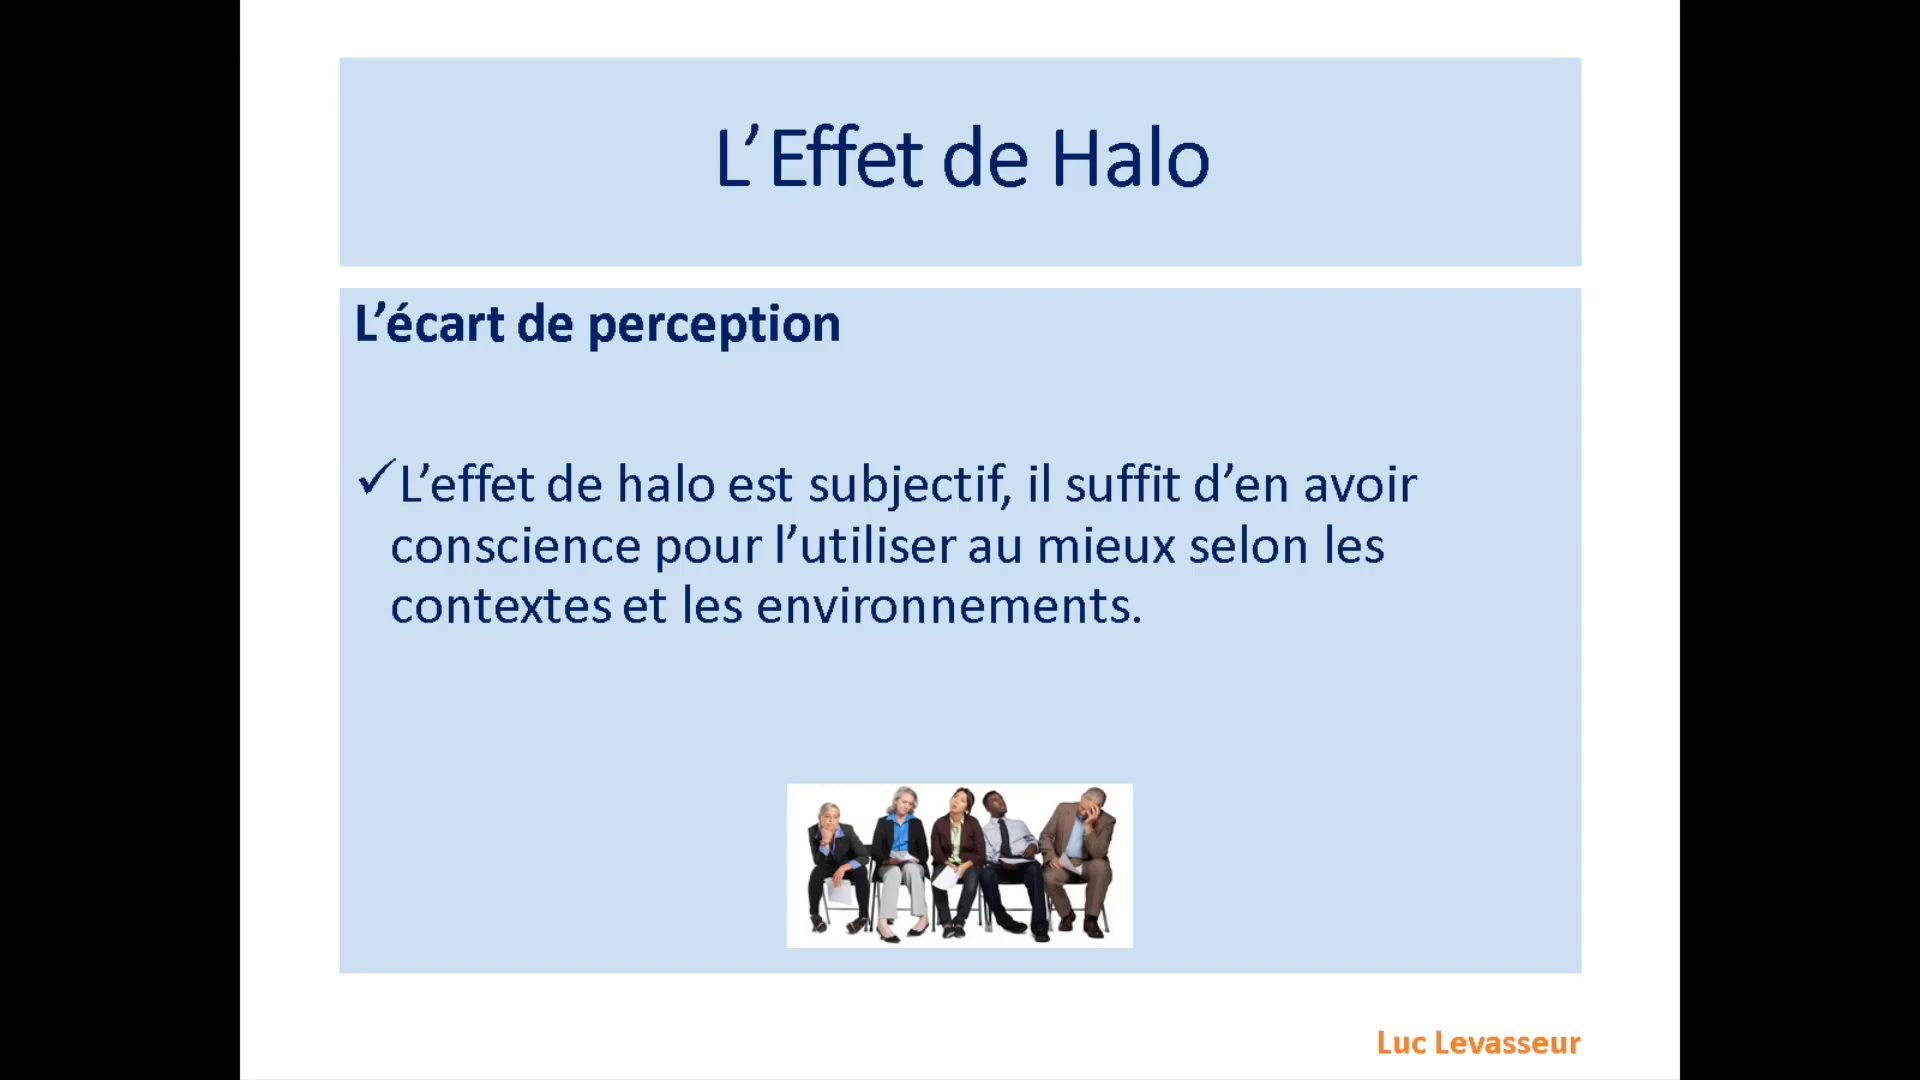 L’Effet de Halo
L’écart de perception
✓L’effet de halo est subjectif, il suffit d’en avoir
conscience pour l’utiliser au mieux selon les
contextes et les environnements.
Luc Levasseur